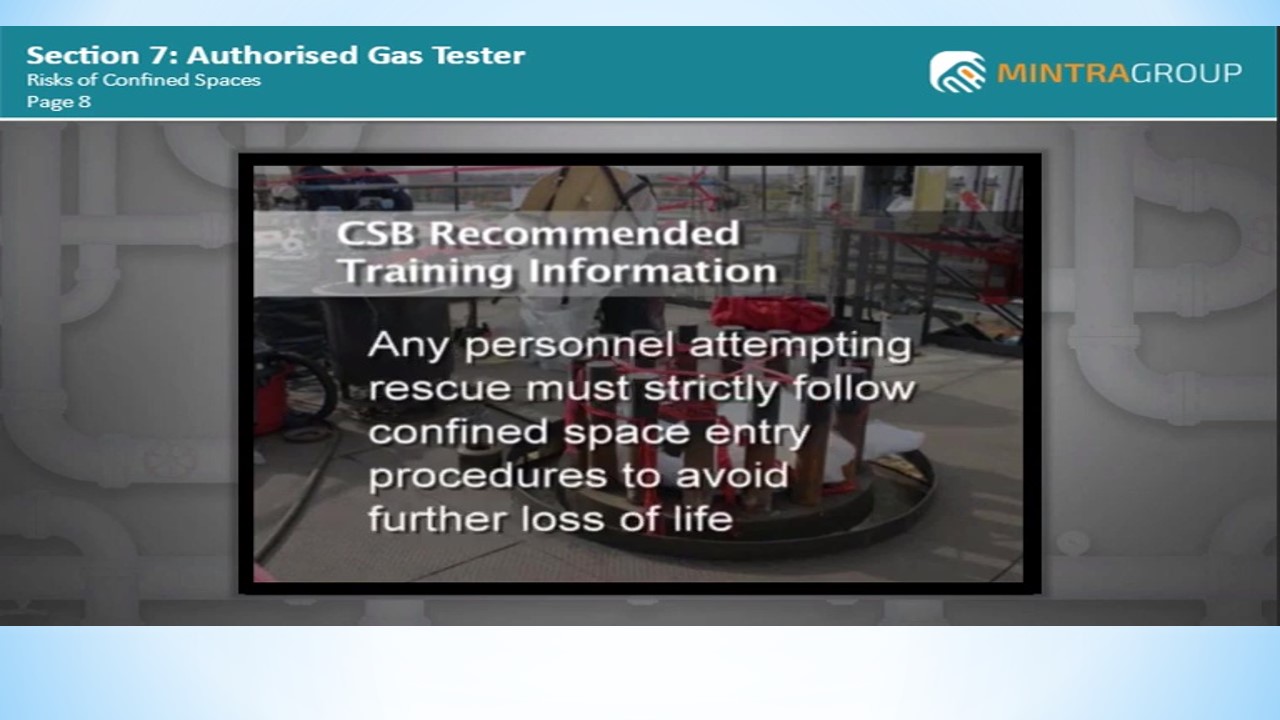 Section 7: Authorised Gas Tester
Risks of Confined Spaces
Page 8
MINTRAGROUP
CSB Recommended
Training Information
Any personnel attempting
rescue must strictly follow
confined space entry
procedures to avoid
further loss of life